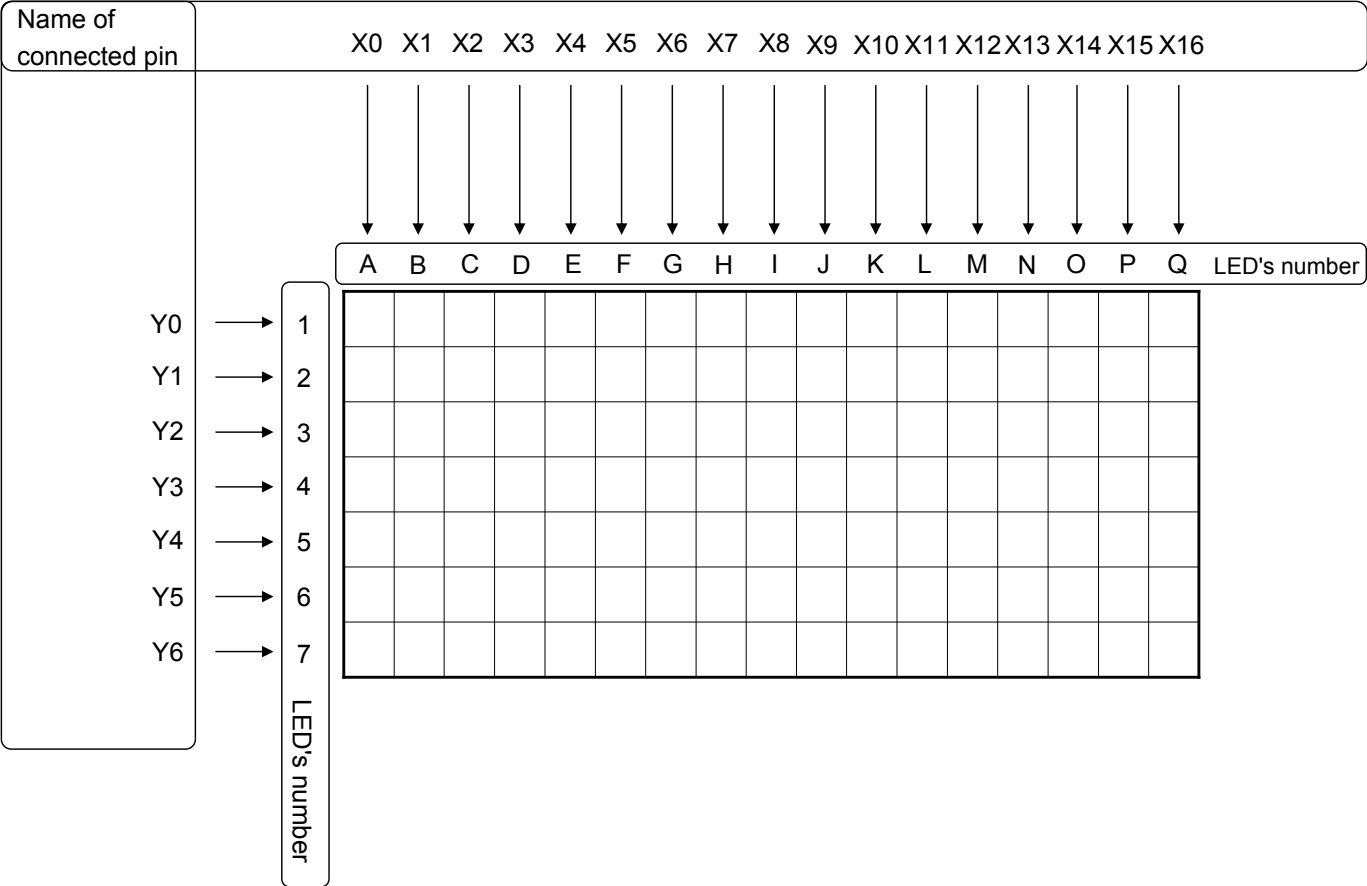 Name of
connected pin
X0 X1 X2 X3 X4 X5 X6 X7 X8 X9 X10 X11 X12 X13 X14 X15 X16
A B C D E F G H I J K L M N O P Q LED's number
Y0 1
Y1 2
Y2 3
Y3 4
Y4 5
Y5 6
Y6 7
LED's number